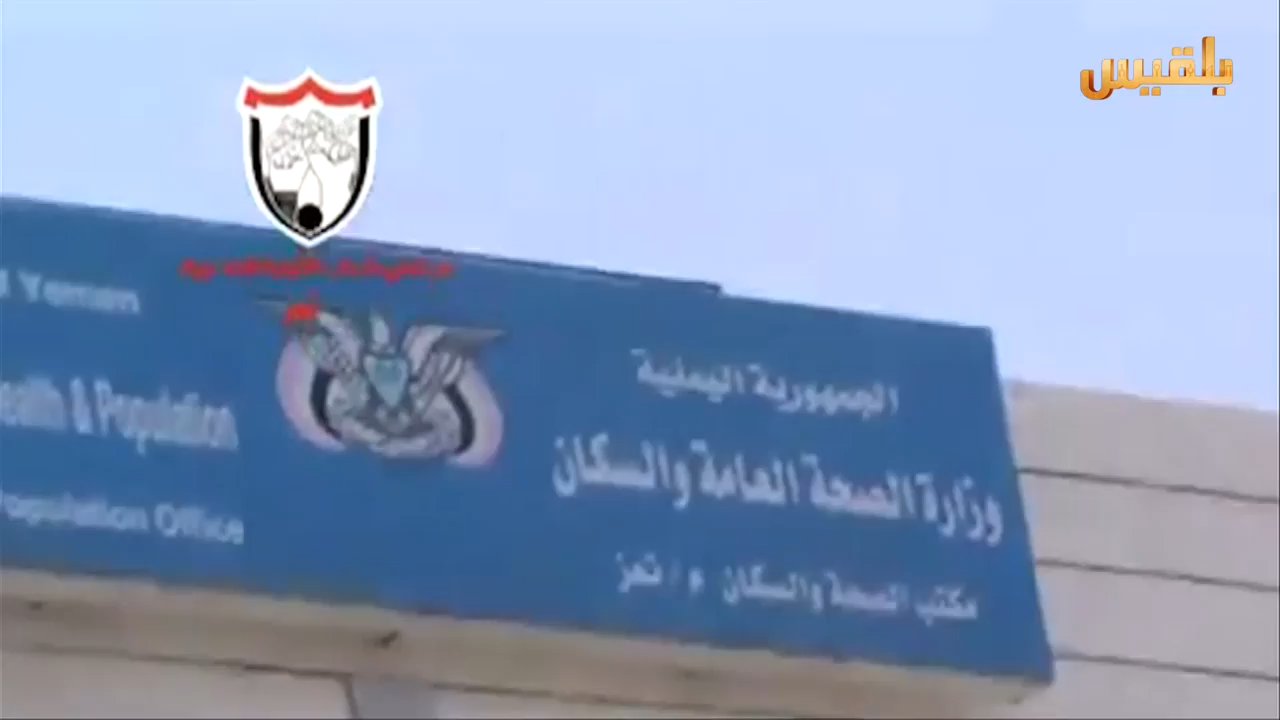 بلقيس
الجمهورية اليمنية
وزارة الصحة العامة والسكان
مكتب الصحة والسكان م / تعز
Yemen
Health & Population
Population Office